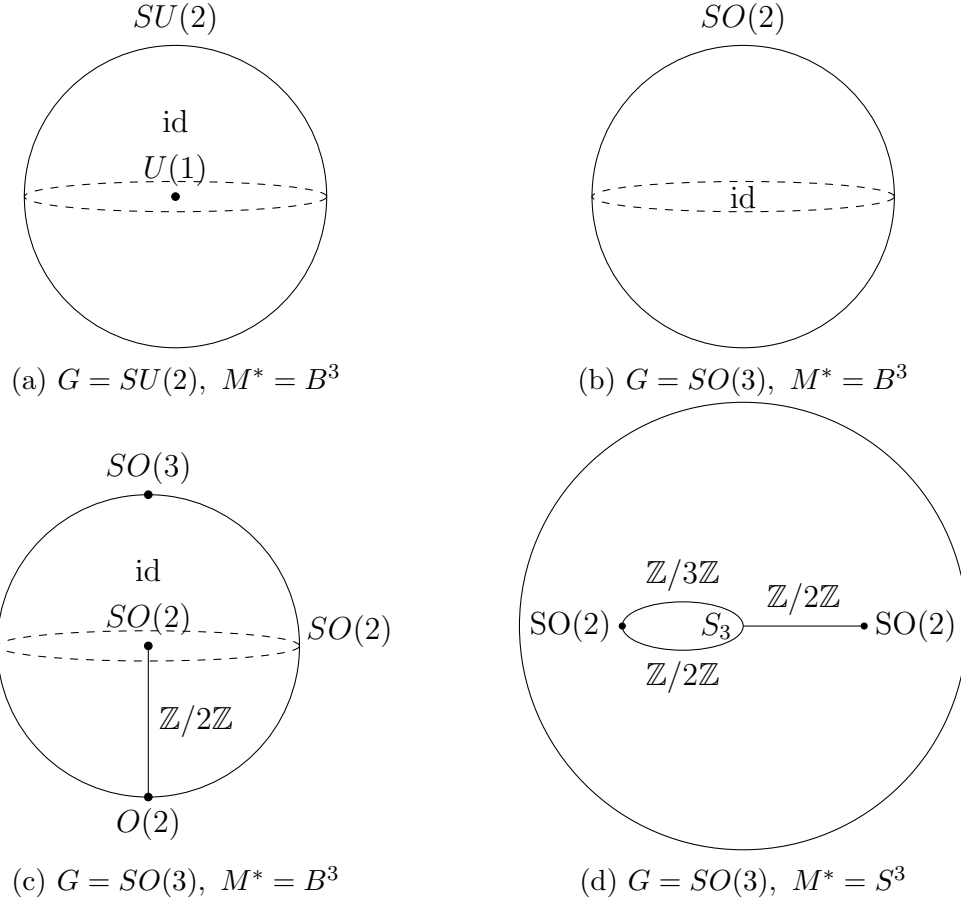 SU(2)
SO(2)
id
U(1)
id
(a) G = SU(2), M* = B³
(b) G = SO(3), M* = B³
SO(3)
id
SO(2)
SO(2)
ℤ/2ℤ
O(2)
ℤ/3ℤ
ℤ/2ℤ
SO(2)
S₃
SO(2)
ℤ/2ℤ
(c) G = SO(3), M* = B³
(d) G = SO(3), M* = S³